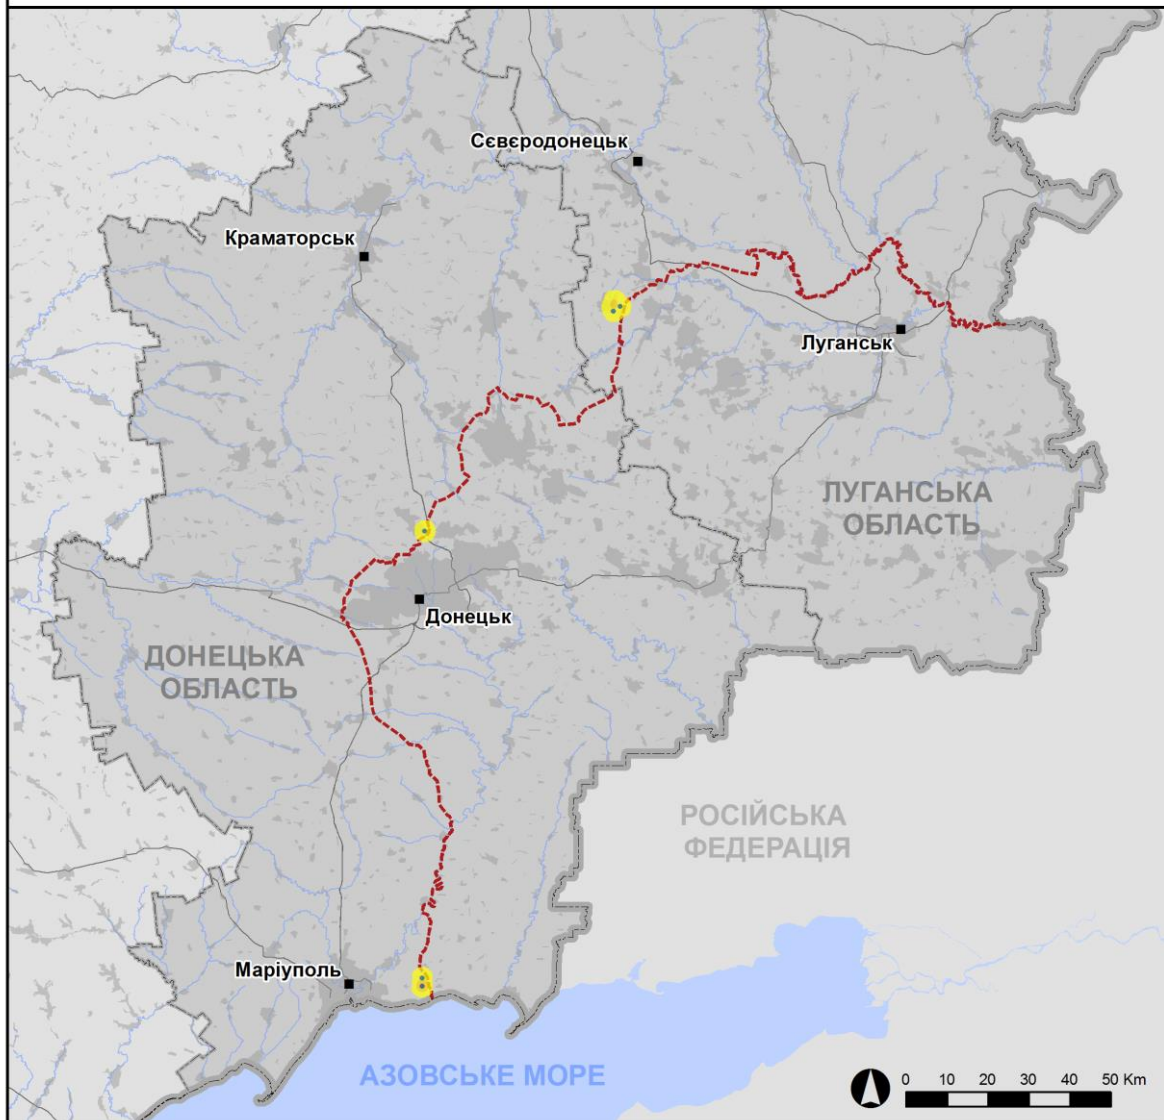 Сєвєродонецьк
Краматорськ
Луганськ
ЛУГАНСЬКА
ОБЛАСТЬ
Донецьк
ДОНЕЦЬКА
ОБЛАСТЬ
РОСІЙСЬКА
ФЕДЕРАЦІЯ
Маріуполь
АЗОВСЬКЕ МОРЕ
0 10 20 30 40 50 Km